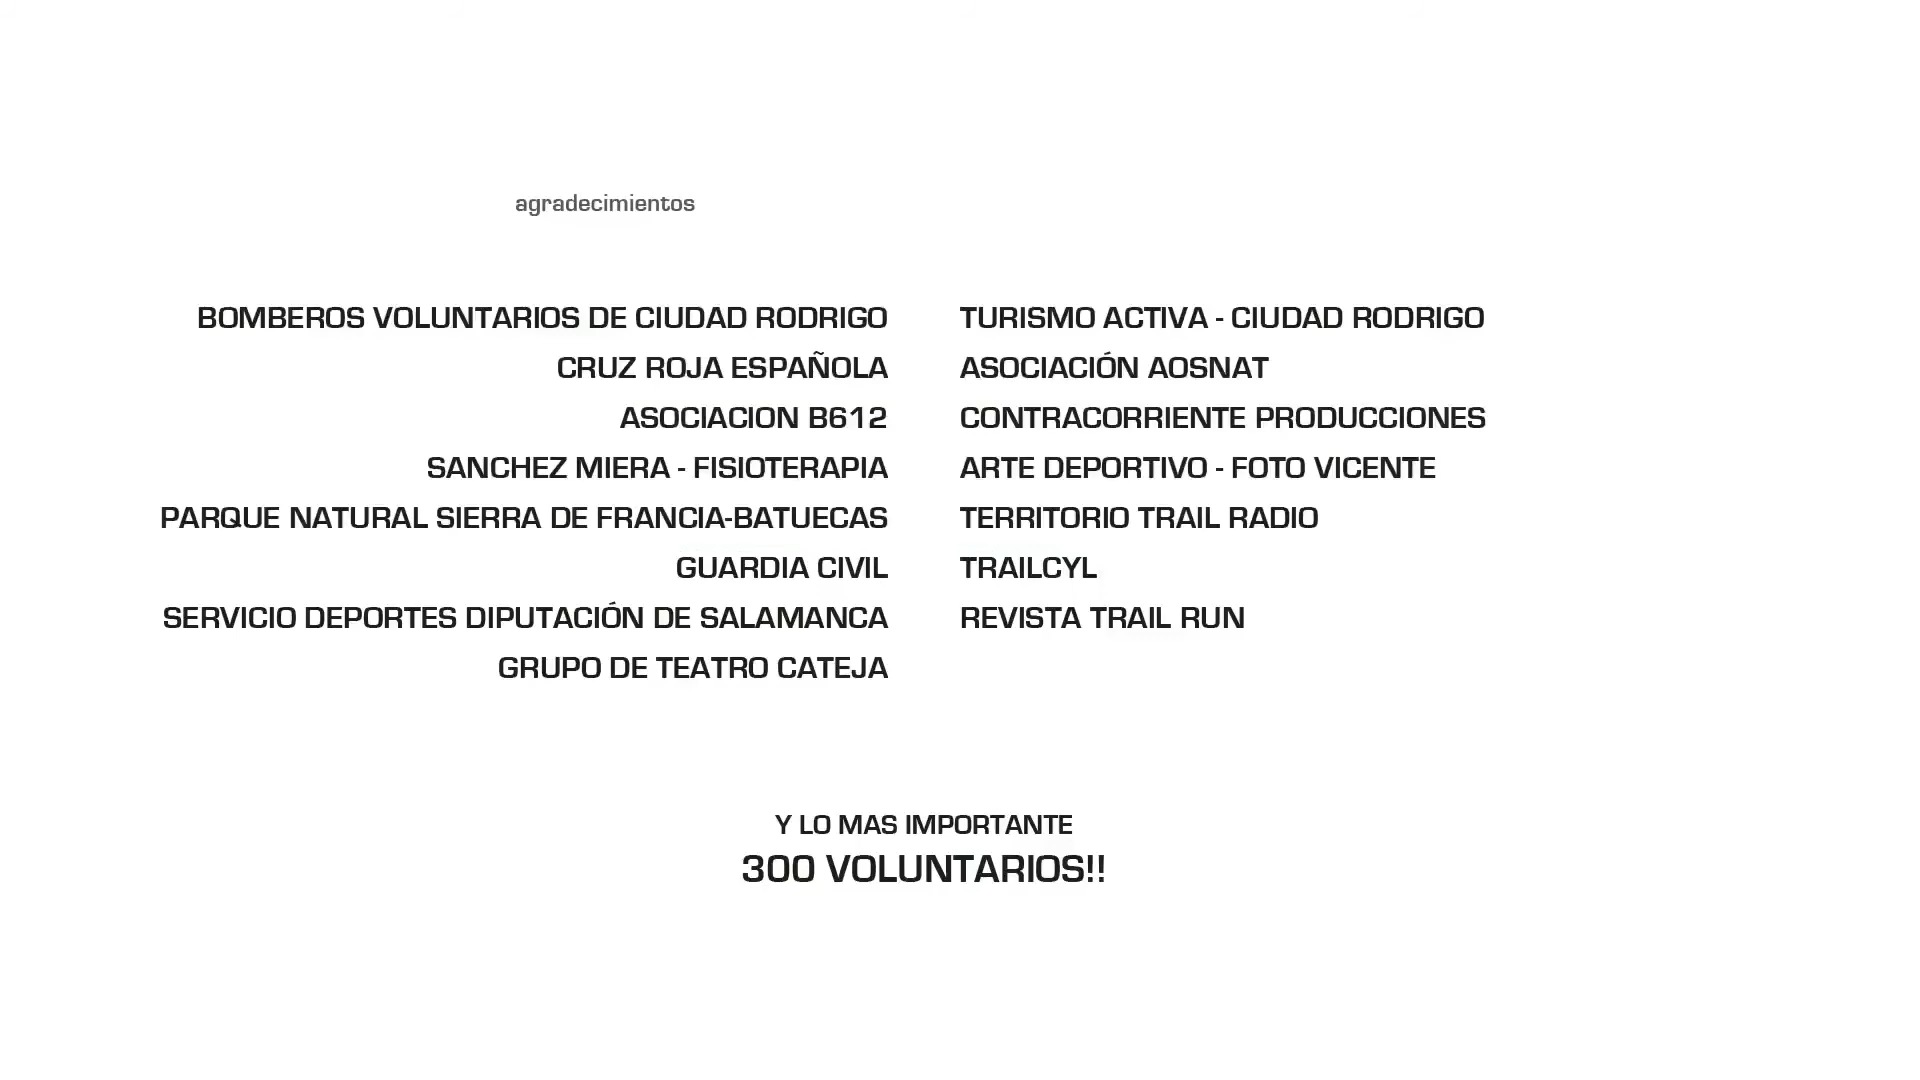 agradecimientos
BOMBEROS VOLUNTARIOS DE CIUDAD RODRIGO
CRUZ ROJA ESPAÑOLA
ASOCIACION B612
SANCHEZ MIERA - FISIOTERAPIA
PARQUE NATURAL SIERRA DE FRANCIA-BATUECAS
GUARDIA CIVIL
SERVICIO DEPORTES DIPUTACIÓN DE SALAMANCA
GRUPO DE TEATRO CATEJA
TURISMO ACTIVA - CIUDAD RODRIGO
ASOCIACIÓN AOSNAT
CONTRACORRIENTE PRODUCCIONES
ARTE DEPORTIVO - FOTO VICENTE
TERRITORIO TRAIL RADIO
TRAILCYL
REVISTA TRAIL RUN
Y LO MAS IMPORTANTE
300 VOLUNTARIOS!!